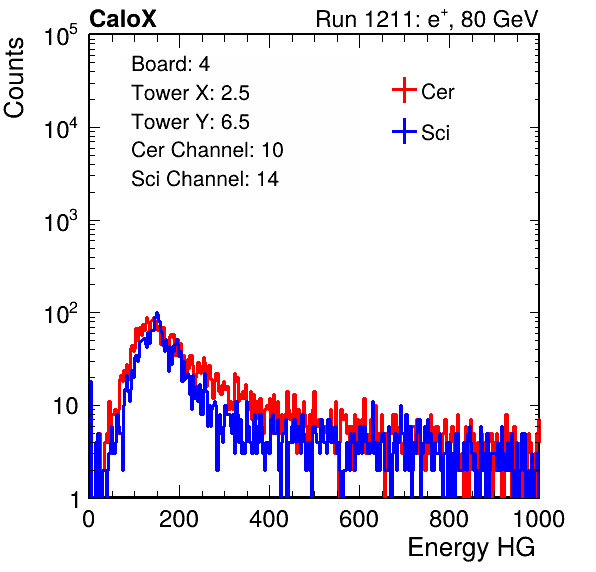 CaloX Run 1211: e⁺, 80 GeV
Counts
10⁵
10⁴
10³
10²
10
1
Board: 4
Tower X: 2.5
Tower Y: 6.5
Cer Channel: 10
Sci Channel: 14
Cer
Sci
0 200 400 600 800 1000
Energy HG